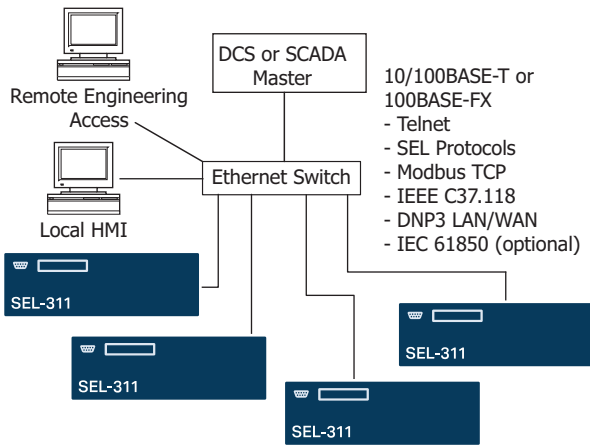 Remote Engineering
Access
DCS or SCADA
Master
10/100BASE-T or
100BASE-FX
- Telnet
- SEL Protocols
- Modbus TCP
- IEEE C37.118
- DNP3 LAN/WAN
- IEC 61850 (optional)
Ethernet Switch
Local HMI
SEL-311
SEL-311
SEL-311
SEL-311